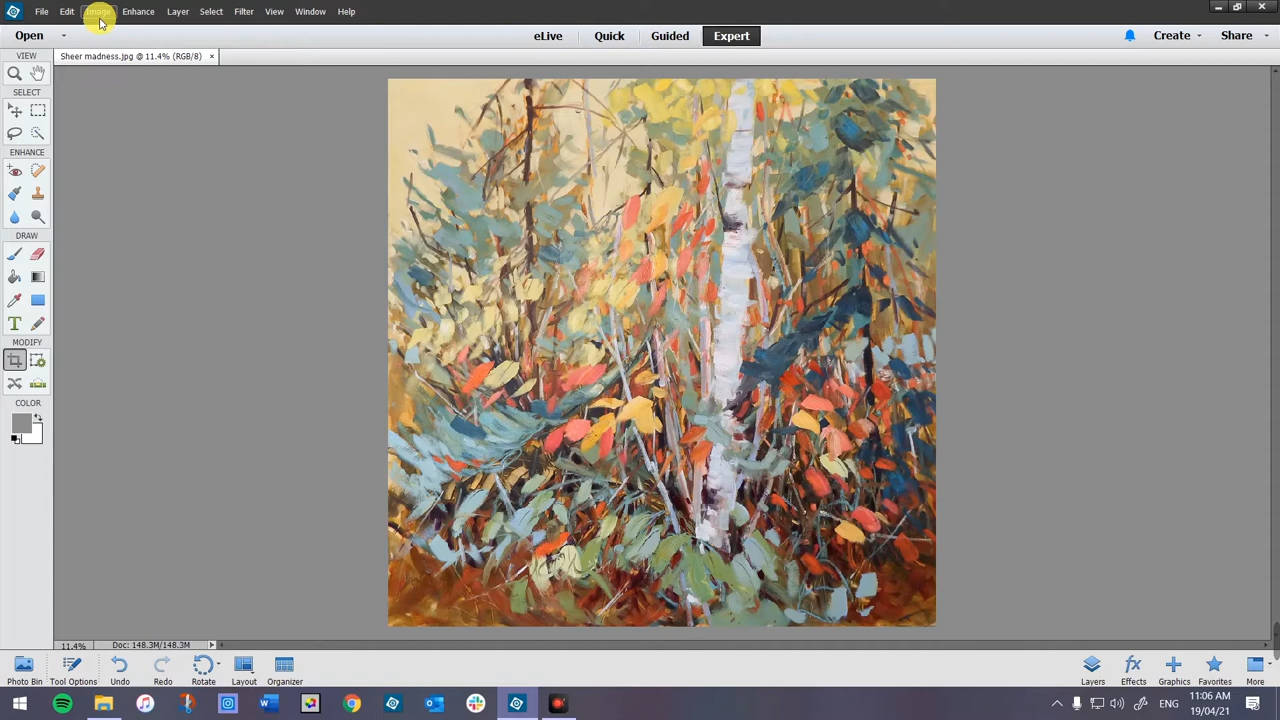 File Edit Image Enhance Layer Select Filter View Window Help
Open eLive Quick Guided Expert Create Share
Sheer madness.jpg @ 11.4% (RGB/8) ×
VIEW
SELECT
ENHANCE
DRAW
T
MODIFY
COLOR
11.4% Doc: 148.3M/148.3M
Photo Bin Tool Options Undo Redo Rotate Layout Organizer Layers Effects Graphics Favorites More
ENG
11:06 AM
19/04/21